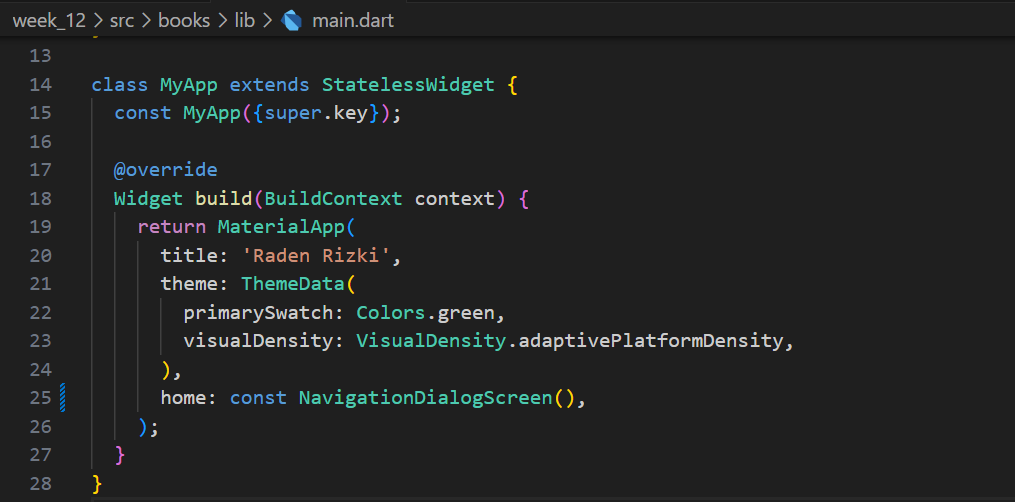 week_12 > src > books > lib > main.dart
13
14 class MyApp extends StatelessWidget {
15   const MyApp({super.key});
16
17   @override
18   Widget build(BuildContext context) {
19     return MaterialApp(
20       title: 'Raden Rizki',
21       theme: ThemeData(
22         primarySwatch: Colors.green,
23         visualDensity: VisualDensity.adaptivePlatformDensity,
24       ),
25       home: const NavigationDialogScreen(),
26     );
27   }
28 }